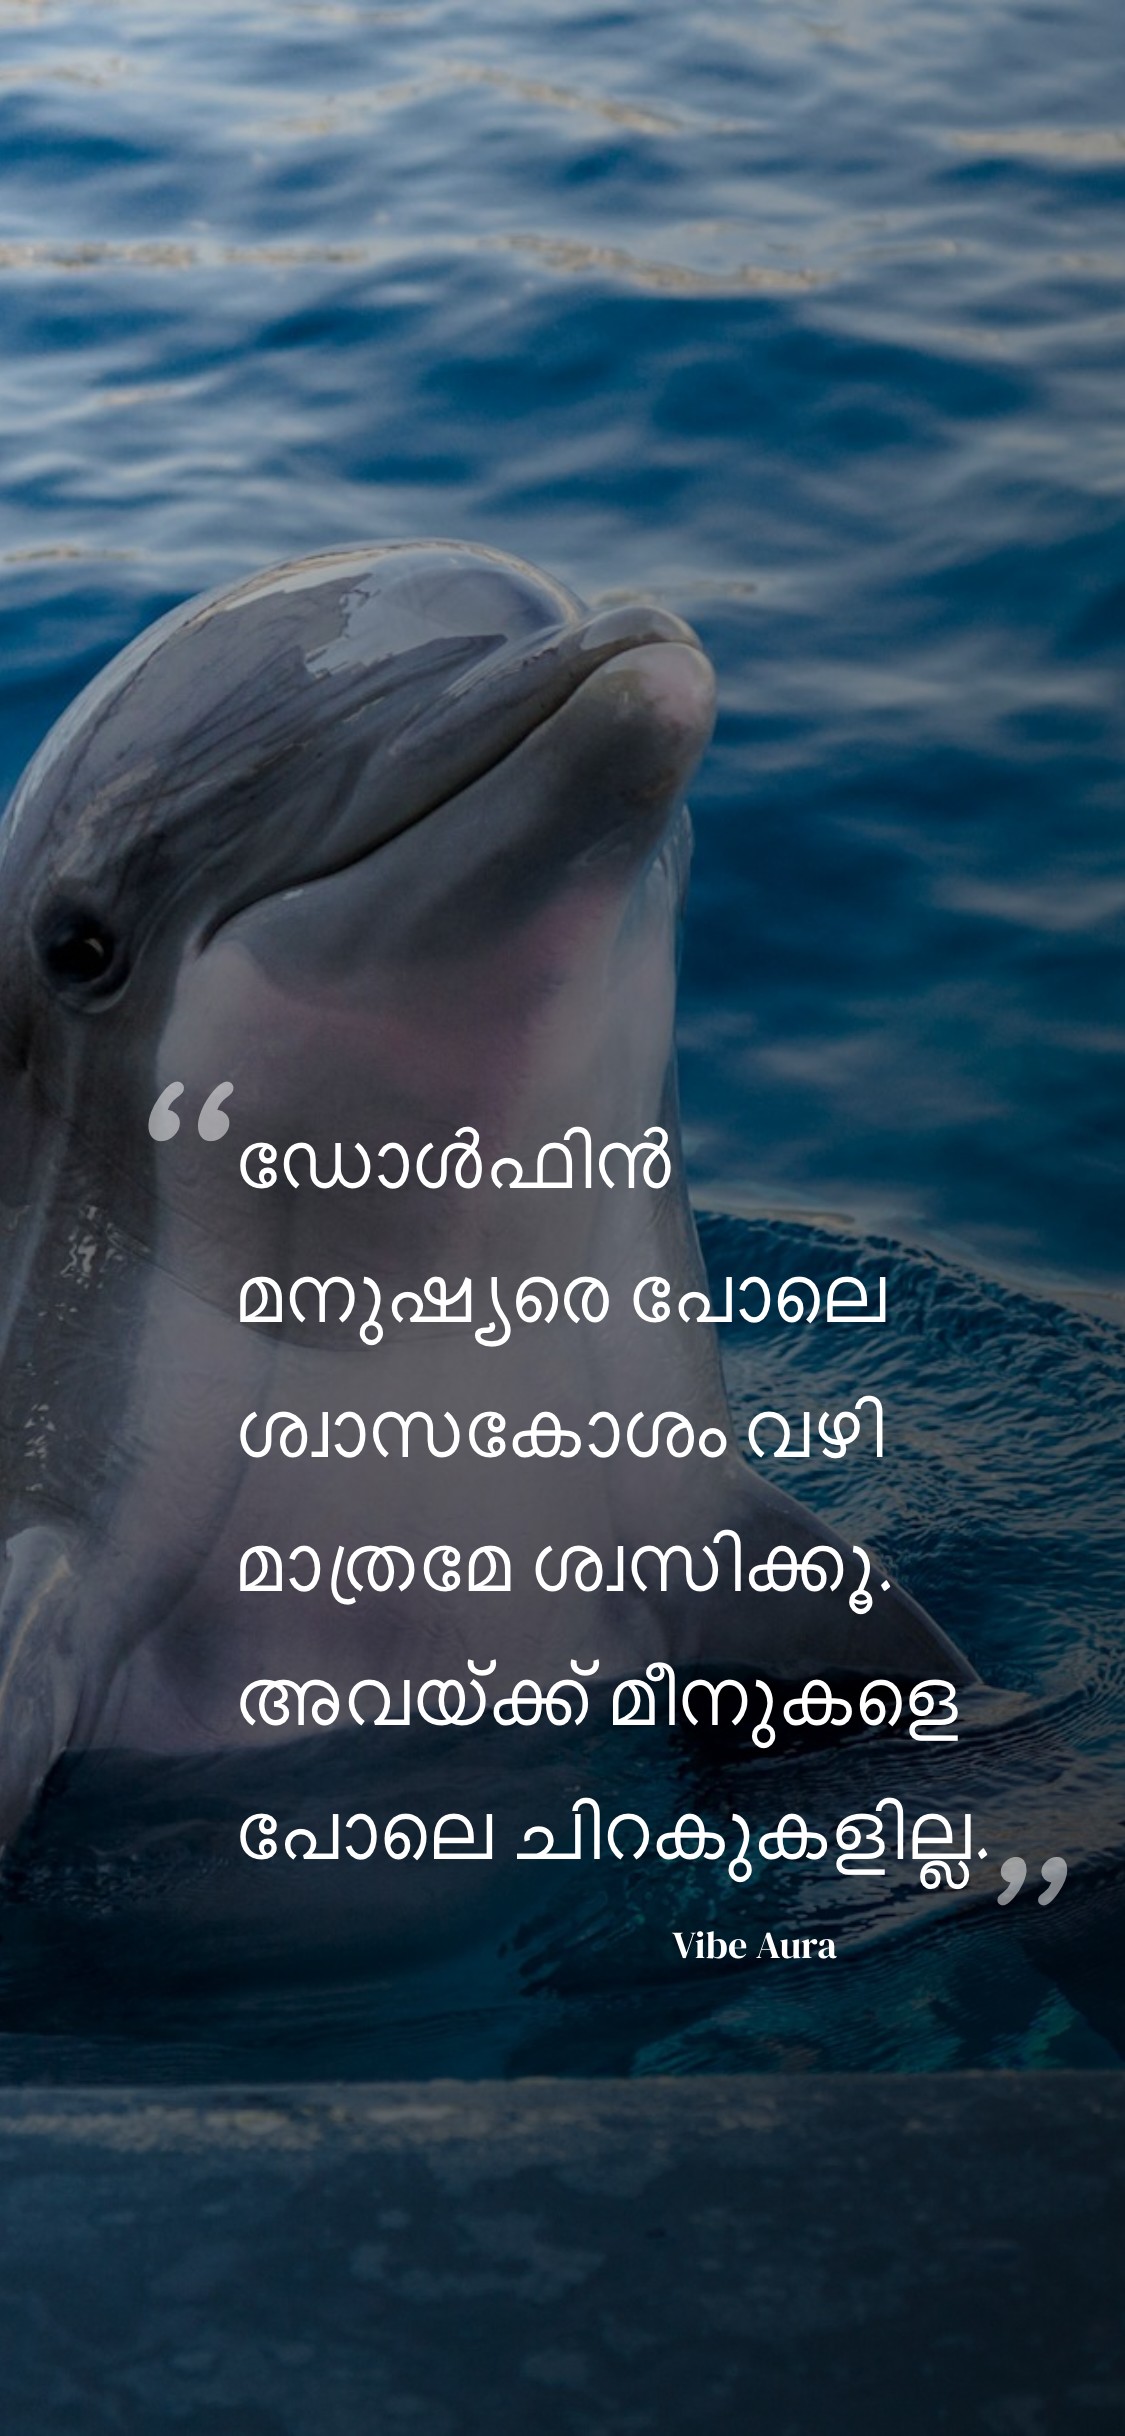 “ഡോൾഫിൻ
മനുഷ്യരെ പോലെ
ശ്വാസകോശം വഴി
മാത്രമേ ശ്വസിക്കൂ.
അവയ്ക്ക് മീനുകളെ
പോലെ ചിറകുകളില്ല.”
Vibe Aura